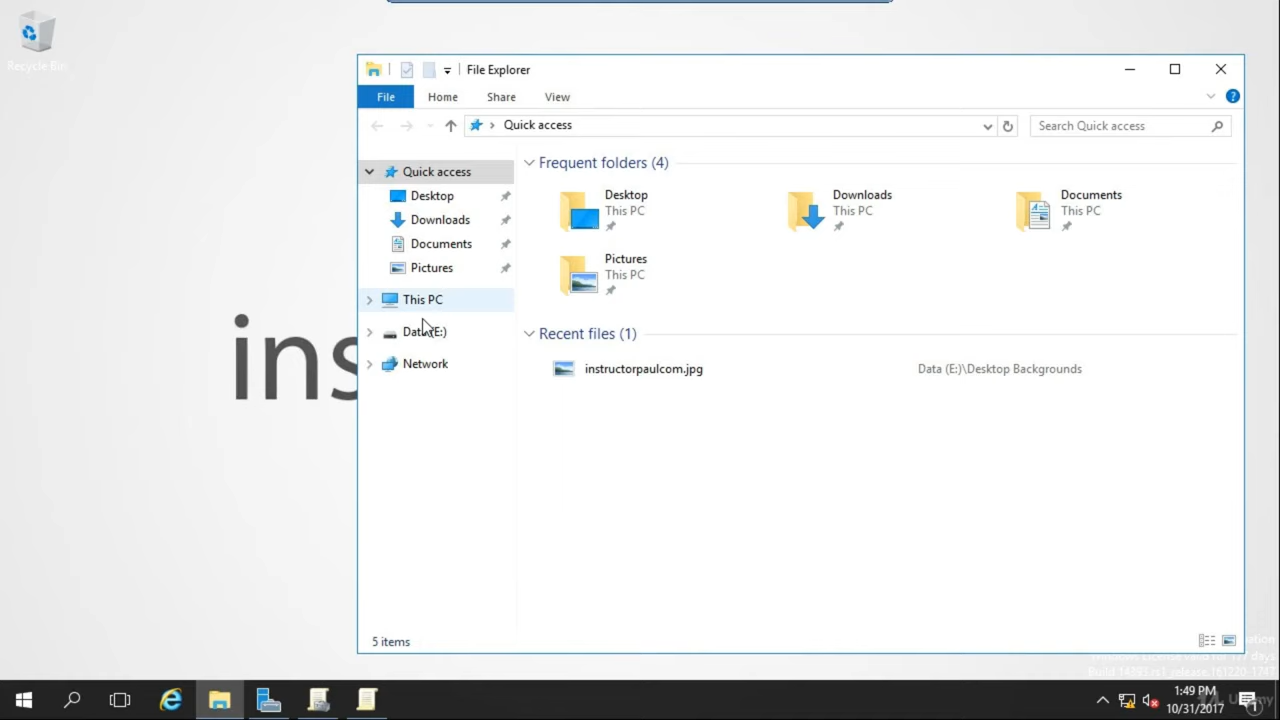 Recycle Bin
File Explorer
File Home Share View
Quick access
Search Quick access
Quick access
Desktop
Downloads
Documents
Pictures
This PC
Data (E:)
Network
Frequent folders (4)
Desktop
This PC
Downloads
This PC
Documents
This PC
Pictures
This PC
Recent files (1)
instructorpaulcom.jpg Data (E:)\Desktop Backgrounds
5 items
ins
1:49 PM
10/31/2017
Udemy